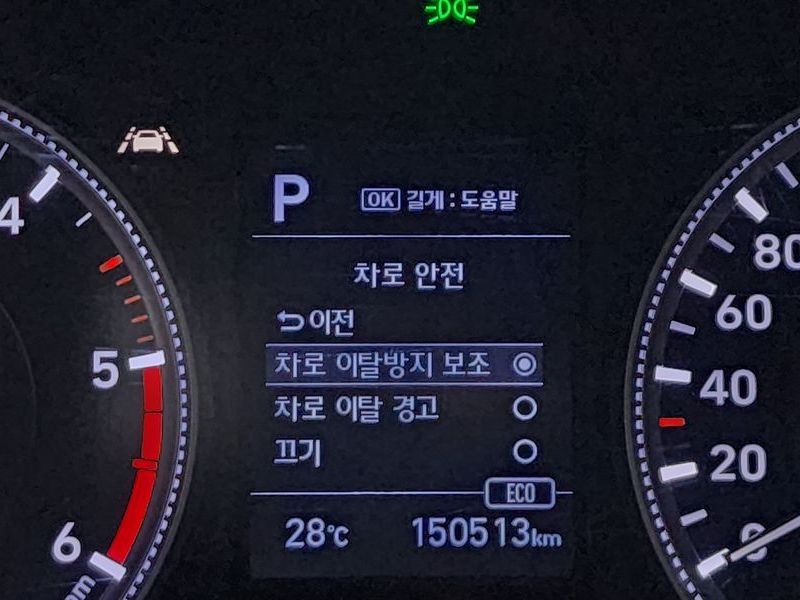 P
OK 길게 : 도움말
차로 안전
이전
차로 이탈방지 보조
차로 이탈 경고
끄기
ECO
28℃
150513km
4
5
6
80
60
40
20
0